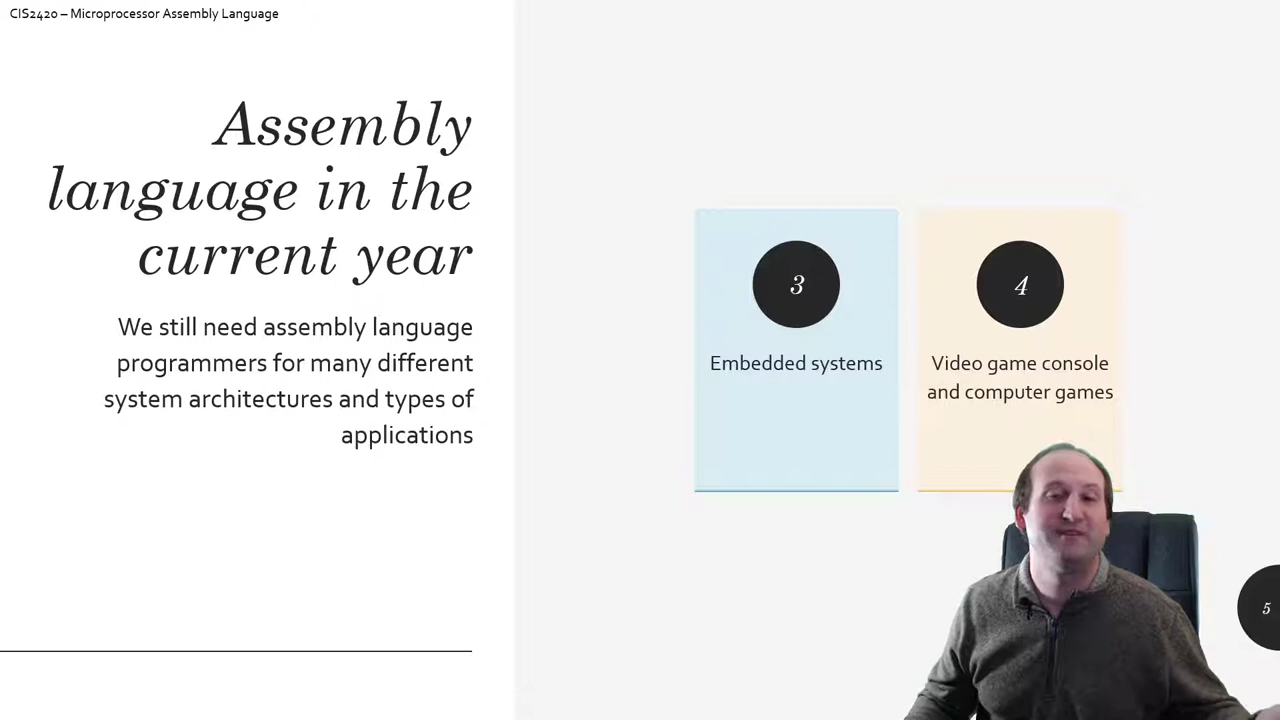 CIS2420 – Microprocessor Assembly Language
Assembly
language in the
current year
We still need assembly language
programmers for many different
system architectures and types of
applications
3
Embedded systems
4
Video game console
and computer games
5